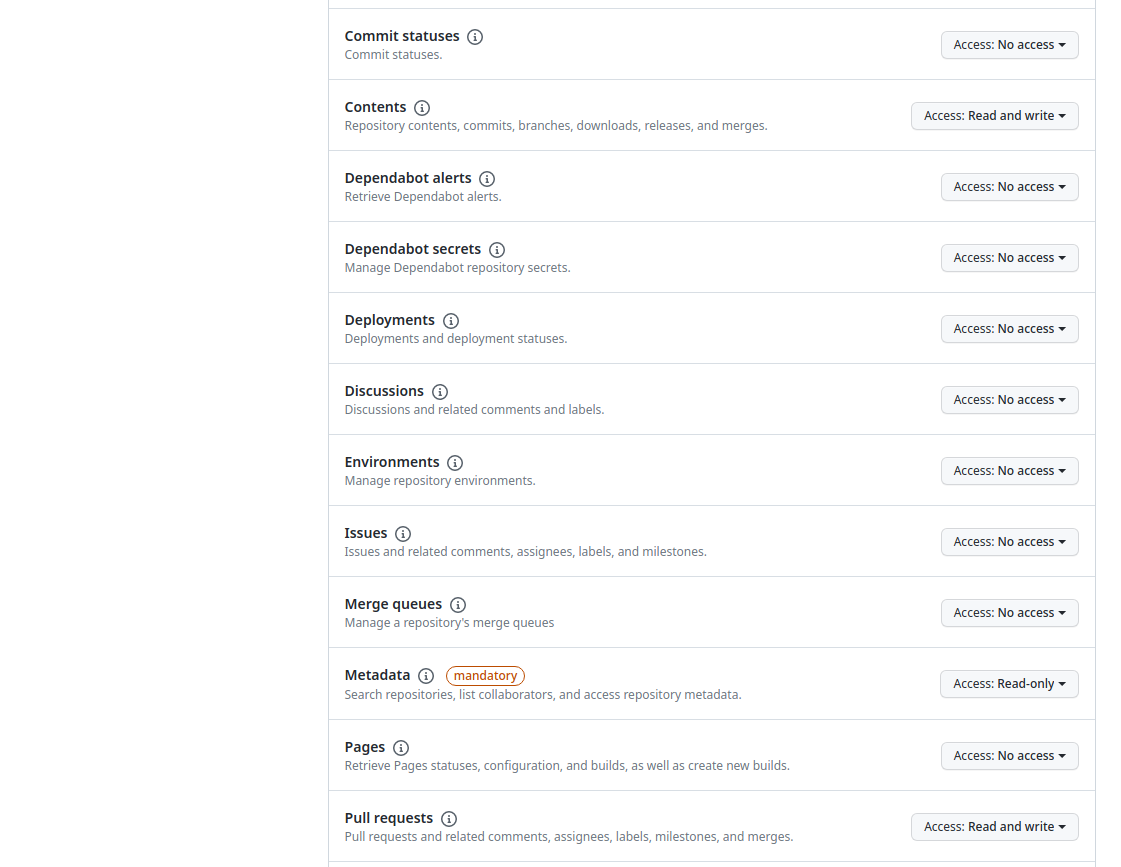 Commit statuses
Commit statuses.
Access: No access
Contents
Repository contents, commits, branches, downloads, releases, and merges.
Access: Read and write
Dependabot alerts
Retrieve Dependabot alerts.
Access: No access
Dependabot secrets
Manage Dependabot repository secrets.
Access: No access
Deployments
Deployments and deployment statuses.
Access: No access
Discussions
Discussions and related comments and labels.
Access: No access
Environments
Manage repository environments.
Access: No access
Issues
Issues and related comments, assignees, labels, and milestones.
Access: No access
Merge queues
Manage a repository's merge queues
Access: No access
Metadata mandatory
Search repositories, list collaborators, and access repository metadata.
Access: Read-only
Pages
Retrieve Pages statuses, configuration, and builds, as well as create new builds.
Access: No access
Pull requests
Pull requests and related comments, assignees, labels, milestones, and merges.
Access: Read and write